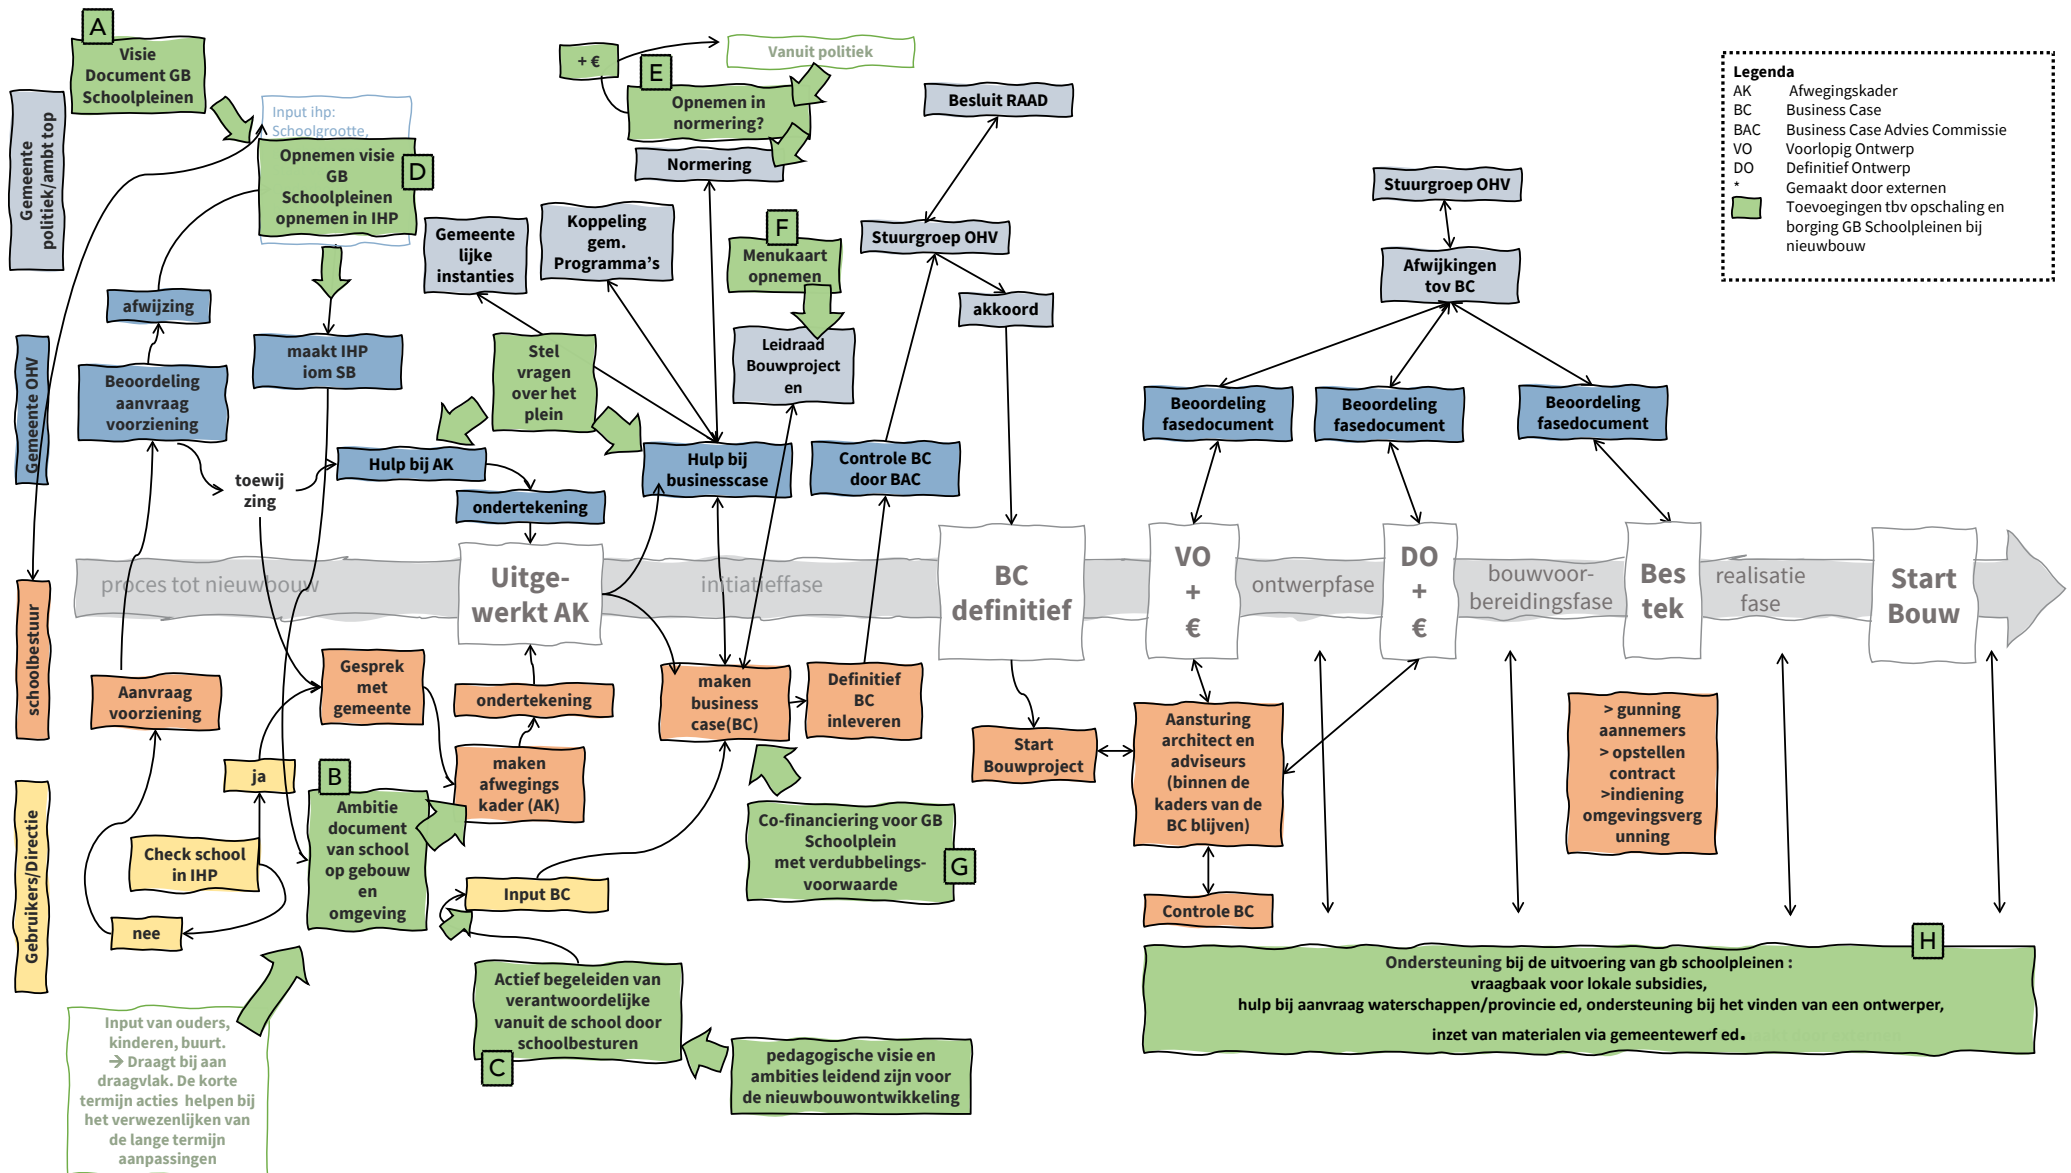 A
Visie
Document GB
Schoolpleinen
Gemeente
politiek/ambt top
Input ihp:
Schoolgrootte,
Opnemen visie
GB
Schoolpleinen
opnemen in IHP
D
+ €
E
Vanuit politiek
Opnemen in
normering?
Normering
Besluit RAAD
Legenda
AK Afwegingskader
BC Business Case
BAC Business Case Advies Commissie
VO Voorlopig Ontwerp
DO Definitief Ontwerp
* Gemaakt door externen
Toevoegingen tbv opschaling en
borging GB Schoolpleinen bij
nieuwbouw
Gemeente
lijke
instanties
Koppeling
gem.
Programma's
F
Menukaart
opnemen
Stuurgroep OHV
akkoord
Stuurgroep OHV
Afwijkingen
tov BC
Leidraad
Bouwproject
en
Gemeente OHV
afwijzing
Beoordeling
aanvraag
voorziening
maakt IHP
iom SB
Stel
vragen
over het
plein
toewij
zing
Hulp bij AK
ondertekening
Hulp bij
businesscase
Controle BC
door BAC
Beoordeling
fasedocument
Beoordeling
fasedocument
Beoordeling
fasedocument
proces tot nieuwbouw
Uitge-
werkt AK
initiatieffase
BC
definitief
VO
+
€
ontwerpfase
DO
+
€
bouwvoor-
bereidingsfase
Bes
tek
realisatie
fase
Start
Bouw
schoolbestuur
Aanvraag
voorziening
Gesprek
met
gemeente
ondertekening
maken
afwegings
kader (AK)
maken
business
case(BC)
Definitief
BC
inleveren
Start
Bouwproject
Aansturing
architect en
adviseurs
(binnen de
kaders van de
BC blijven)
Controle BC
> gunning
aannemers
> opstellen
contract
>indiening
omgevingsverg
unning
Gebruikers/Directie
ja
Check school
in IHP
nee
B
Ambitie
document
van school
op gebouw
en
omgeving
Input BC
Co-financiering voor GB
Schoolplein
met verdubbelings-
voorwaarde
G
Input van ouders,
kinderen, buurt.
→ Draagt bij aan
draagvlak. De korte
termijn acties helpen bij
het verwezenlijken van
de lange termijn
aanpassingen
Actief begeleiden van
verantwoordelijke
vanuit de school door
schoolbesturen
C
pedagogische visie en
ambities leidend zijn voor
de nieuwbouwontwikkeling
H
Ondersteuning bij de uitvoering van gb schoolpleinen :
vraagbaak voor lokale subsidies,
hulp bij aanvraag waterschappen/provincie ed, ondersteuning bij het vinden van een ontwerper,
inzet van materialen via gemeentewerf ed.